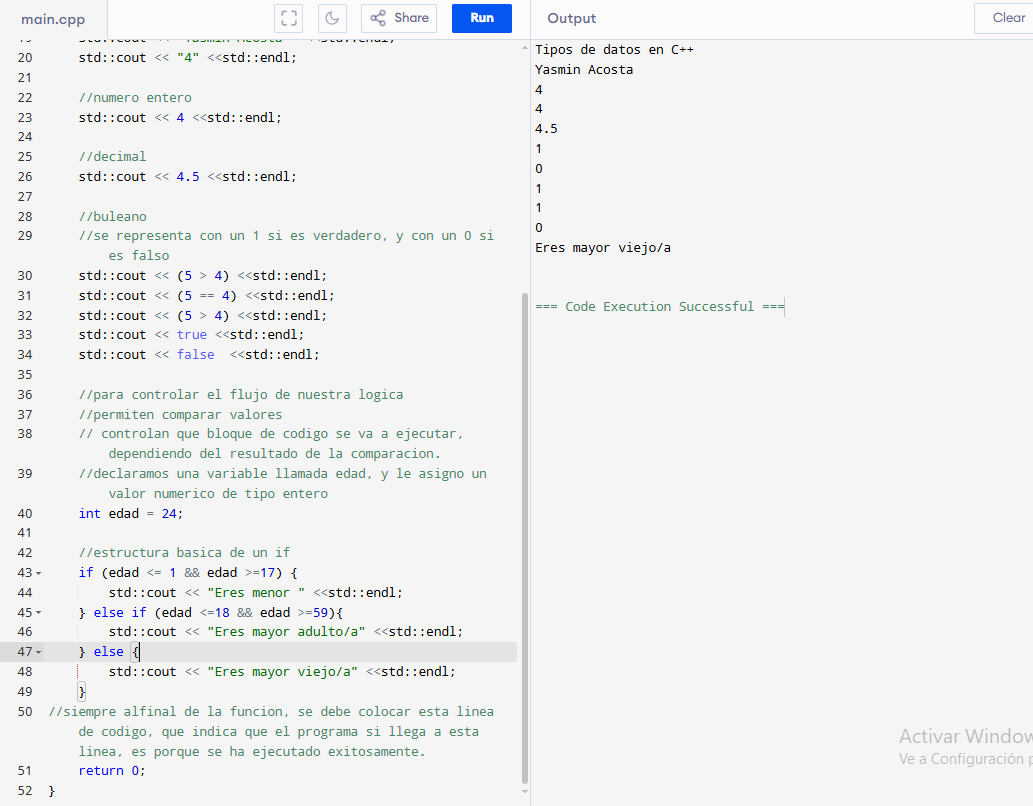 main.cpp
Share
Run
Output
Clear
20 std::cout << "4" <<std::endl;
21
22 //numero entero
23 std::cout << 4 <<std::endl;
24
25 //decimal
26 std::cout << 4.5 <<std::endl;
27
28 //buleano
29 //se representa con un 1 si es verdadero, y con un 0 si
es falso
30 std::cout << (5 > 4) <<std::endl;
31 std::cout << (5 == 4) <<std::endl;
32 std::cout << (5 > 4) <<std::endl;
33 std::cout << true <<std::endl;
34 std::cout << false  <<std::endl;
35
36 //para controlar el flujo de nuestra logica
37 //permiten comparar valores
38 // controlan que bloque de codigo se va a ejecutar,
dependiendo del resultado de la comparacion.
39 //declaramos una variable llamada edad, y le asigno un
valor numerico de tipo entero
40 int edad = 24;
41
42 //estructura basica de un if
43 if (edad <= 1 && edad >=17) {
44 std::cout << "Eres menor " <<std::endl;
45 } else if (edad <=18 && edad >=59){
46 std::cout << "Eres mayor adulto/a" <<std::endl;
47 } else {
48 std::cout << "Eres mayor viejo/a" <<std::endl;
49 }
50 //siempre alfinal de la funcion, se debe colocar esta linea
de codigo, que indica que el programa si llega a esta
linea, es porque se ha ejecutado exitosamente.
51 return 0;
52 }
Tipos de datos en C++
Yasmin Acosta
4
4
4.5
1
0
1
1
0
Eres mayor viejo/a
=== Code Execution Successful ===
Activar Window
Ve a Configuración p